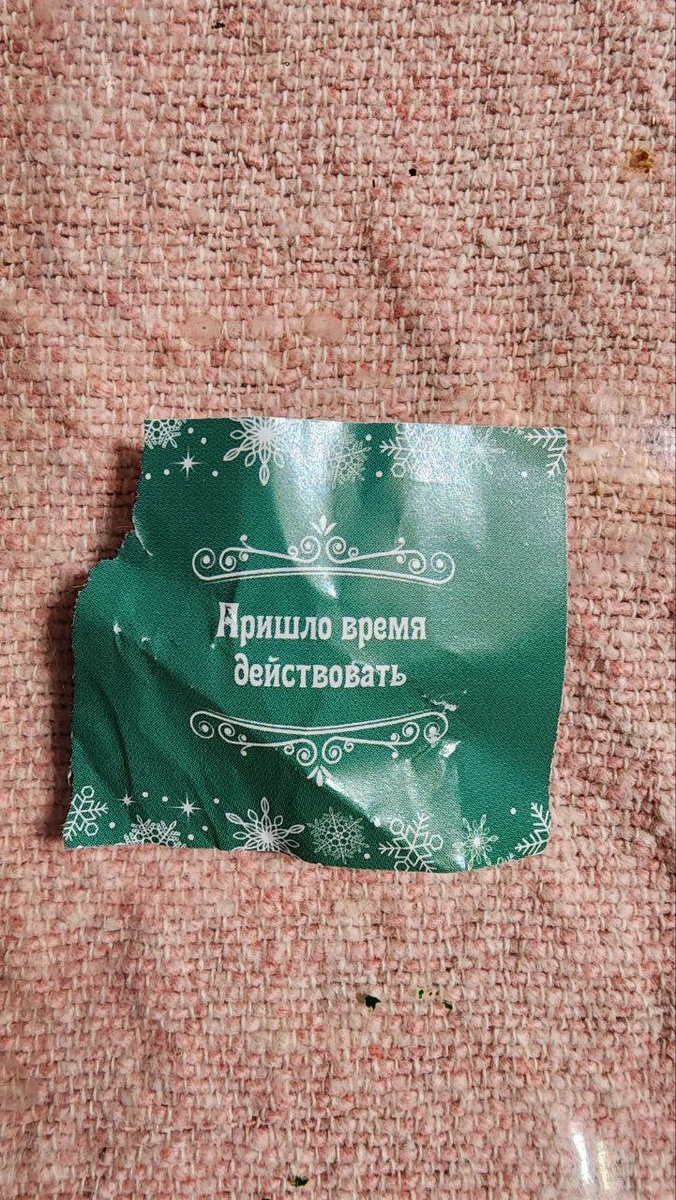 Пришло время
действовать